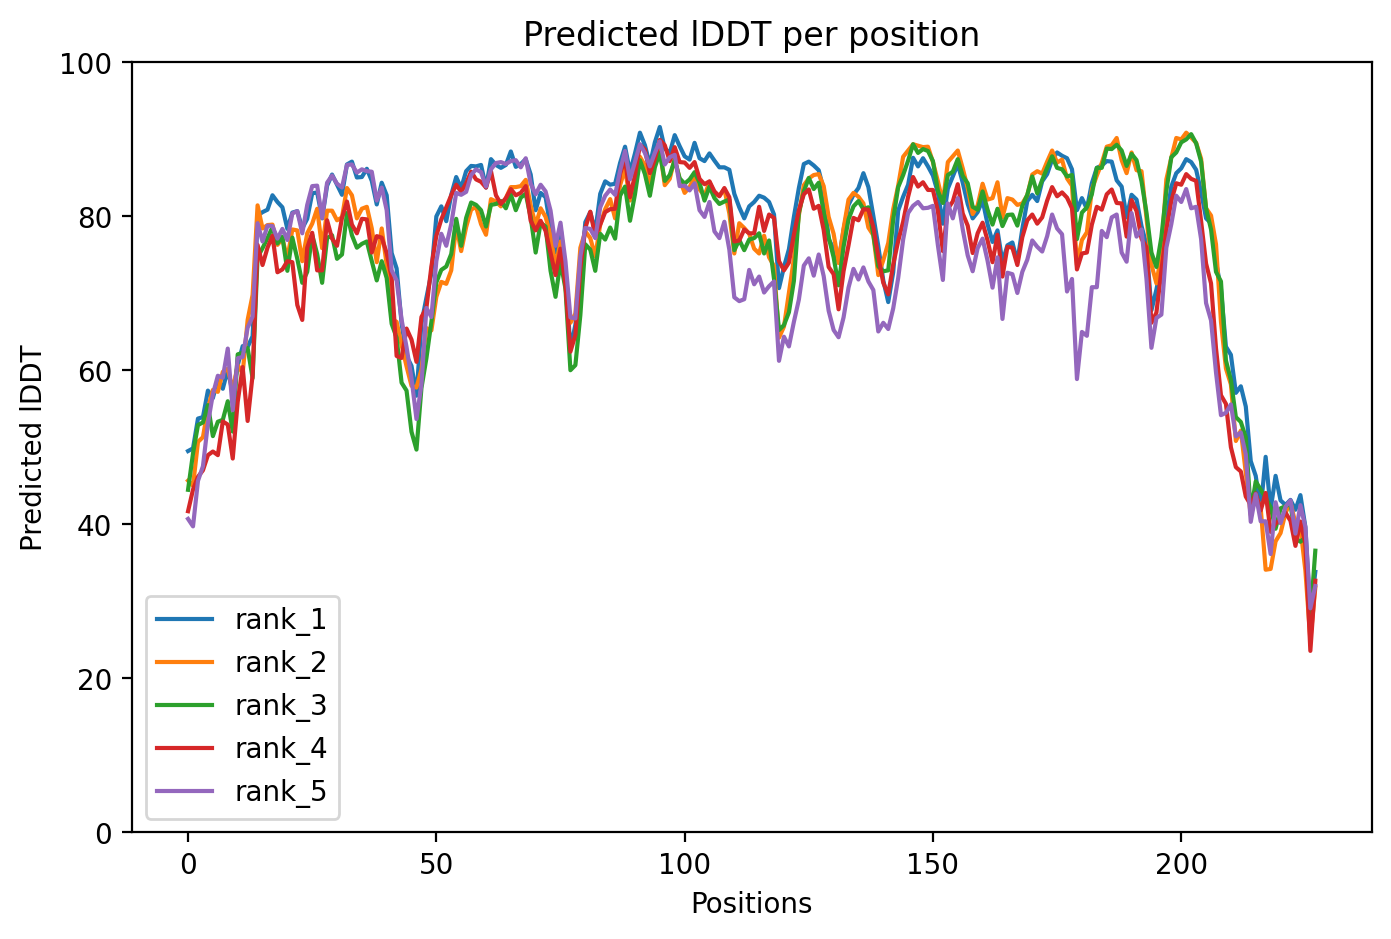 Predicted lDDT per position
100
80
60
40
20
0
Predicted lDDT
rank_1
rank_2
rank_3
rank_4
rank_5
0 50 100 150 200
Positions